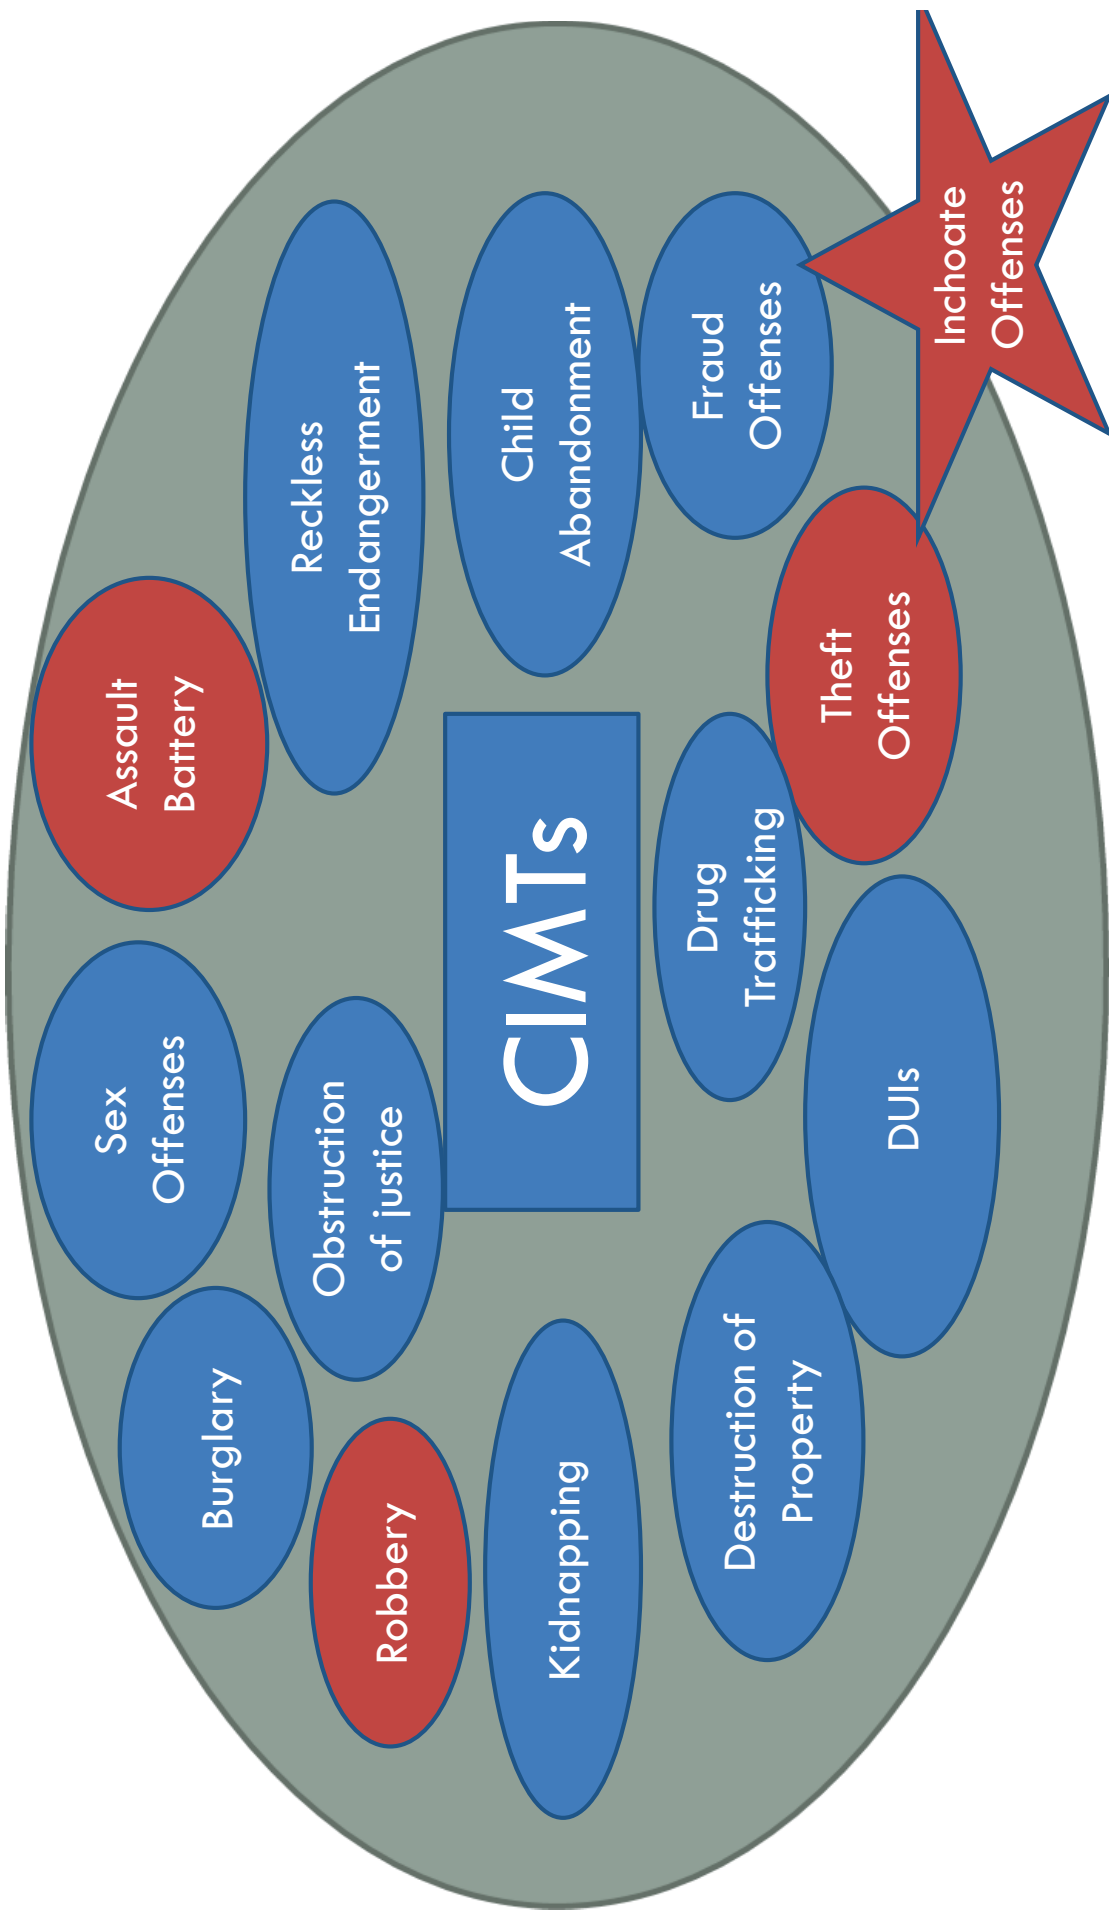 Sex
Offenses
Assault
Battery
Burglary
Obstruction
of justice
Reckless
Endangerment
Robbery
CIMTs
Child
Abandonment
Kidnapping
Drug
Trafficking
Fraud
Offenses
Destruction of
Property
Theft
Offenses
DUIs
Inchoate
Offenses